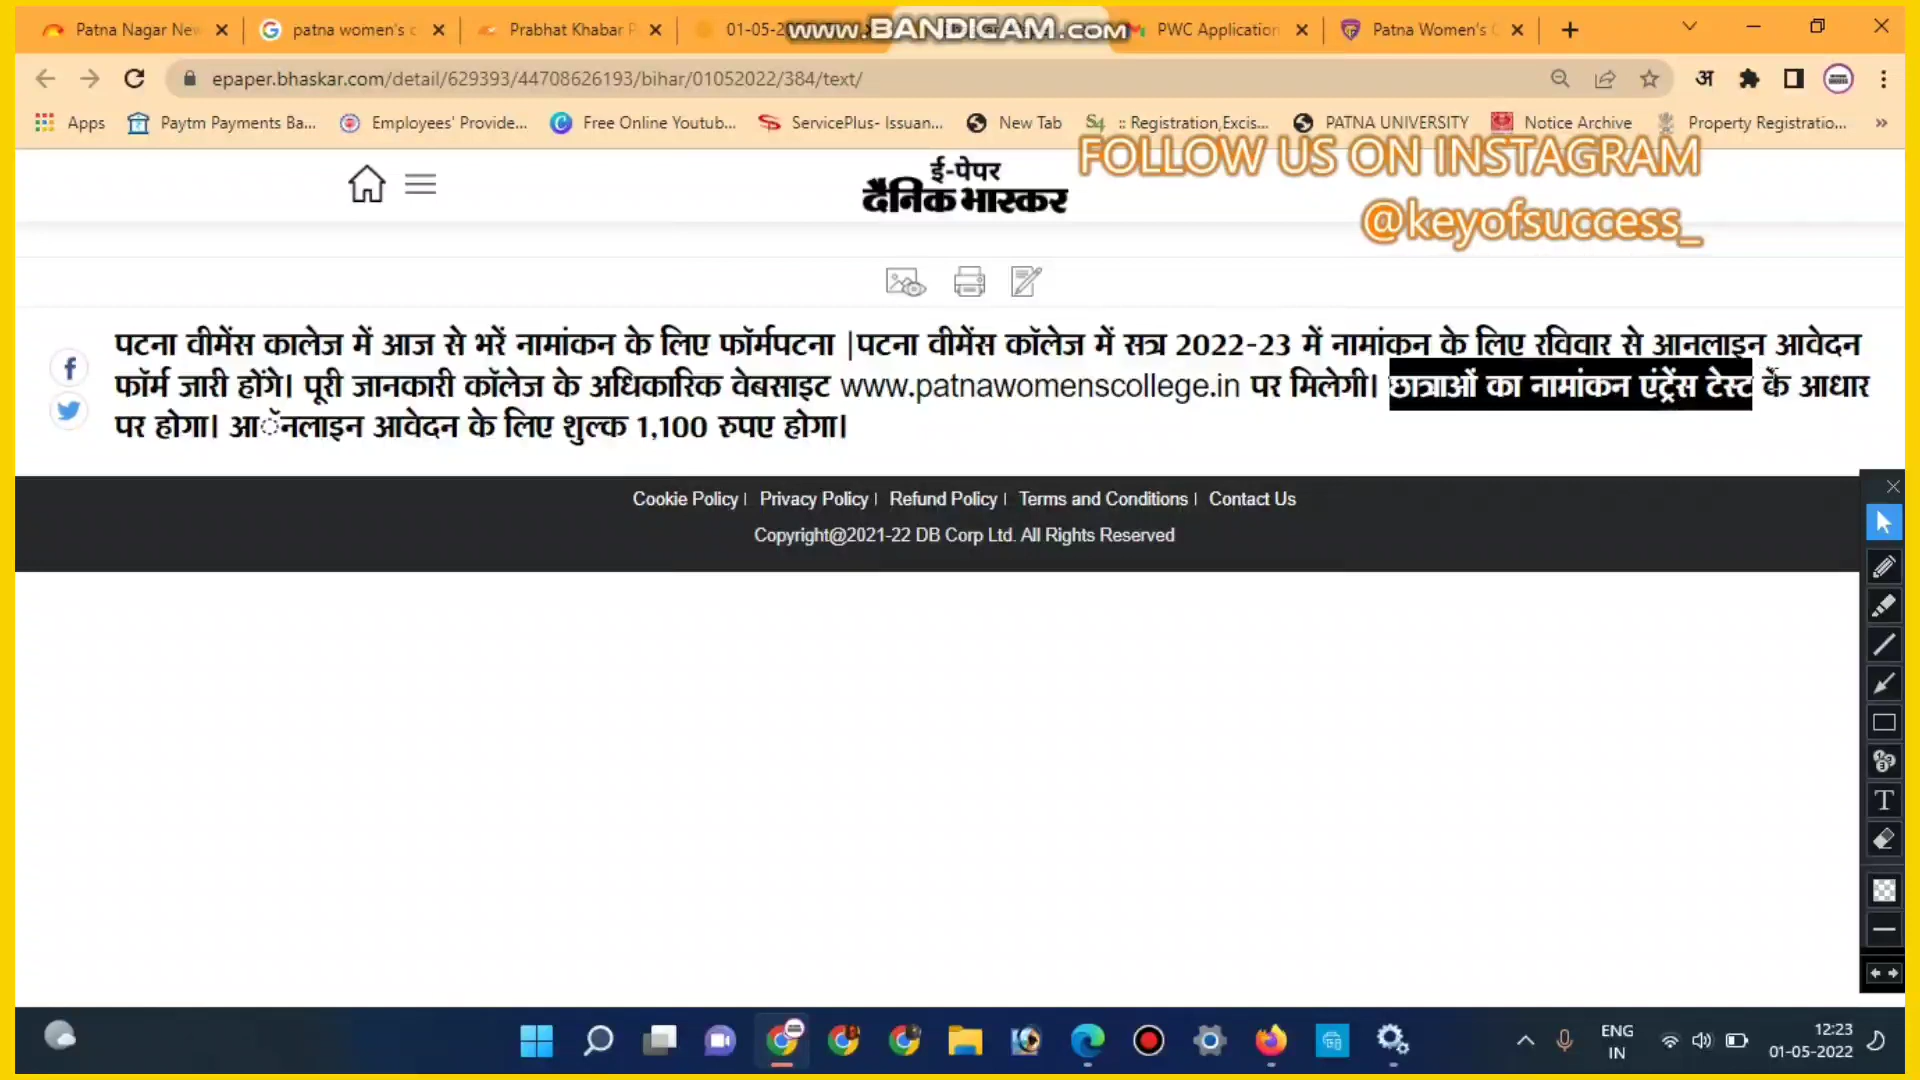 Patna Nagar Nev
patna women's c
Prabhat Khabar P
01-05-2
www.BANDICAM.com
PWC Application
Patna Women's C
epaper.bhaskar.com/detail/629393/44708626193/bihar/01052022/384/text/
अ
Apps
Paytm Payments Ba...
Employees' Provide...
Free Online Youtub...
ServicePlus- Issuan...
New Tab
:: Registration,Excis...
PATNA UNIVERSITY
Notice Archive
Property Registratio...
FOLLOW US ON INSTAGRAM
@keyofsuccess_
ई-पेपर
दैनिक भास्कर
पटना वीमेंस कालेज में आज से भरें नामांकन के लिए फॉर्मपटना |पटना वीमेंस कॉलेज में सत्र 2022-23 में नामांकन के लिए रविवार से आनलाइन आवेदन
फॉर्म जारी होंगे। पूरी जानकारी कॉलेज के अधिकारिक वेबसाइट www.patnawomenscollege.in पर मिलेगी। छात्राओं का नामांकन एंट्रेंस टेस्ट के आधार
पर होगा। आॅनलाइन आवेदन के लिए शुल्क 1,100 रुपए होगा।
Cookie Policy | Privacy Policy | Refund Policy | Terms and Conditions | Contact Us
Copyright@2021-22 DB Corp Ltd. All Rights Reserved
T
ENG
IN
12:23
01-05-2022